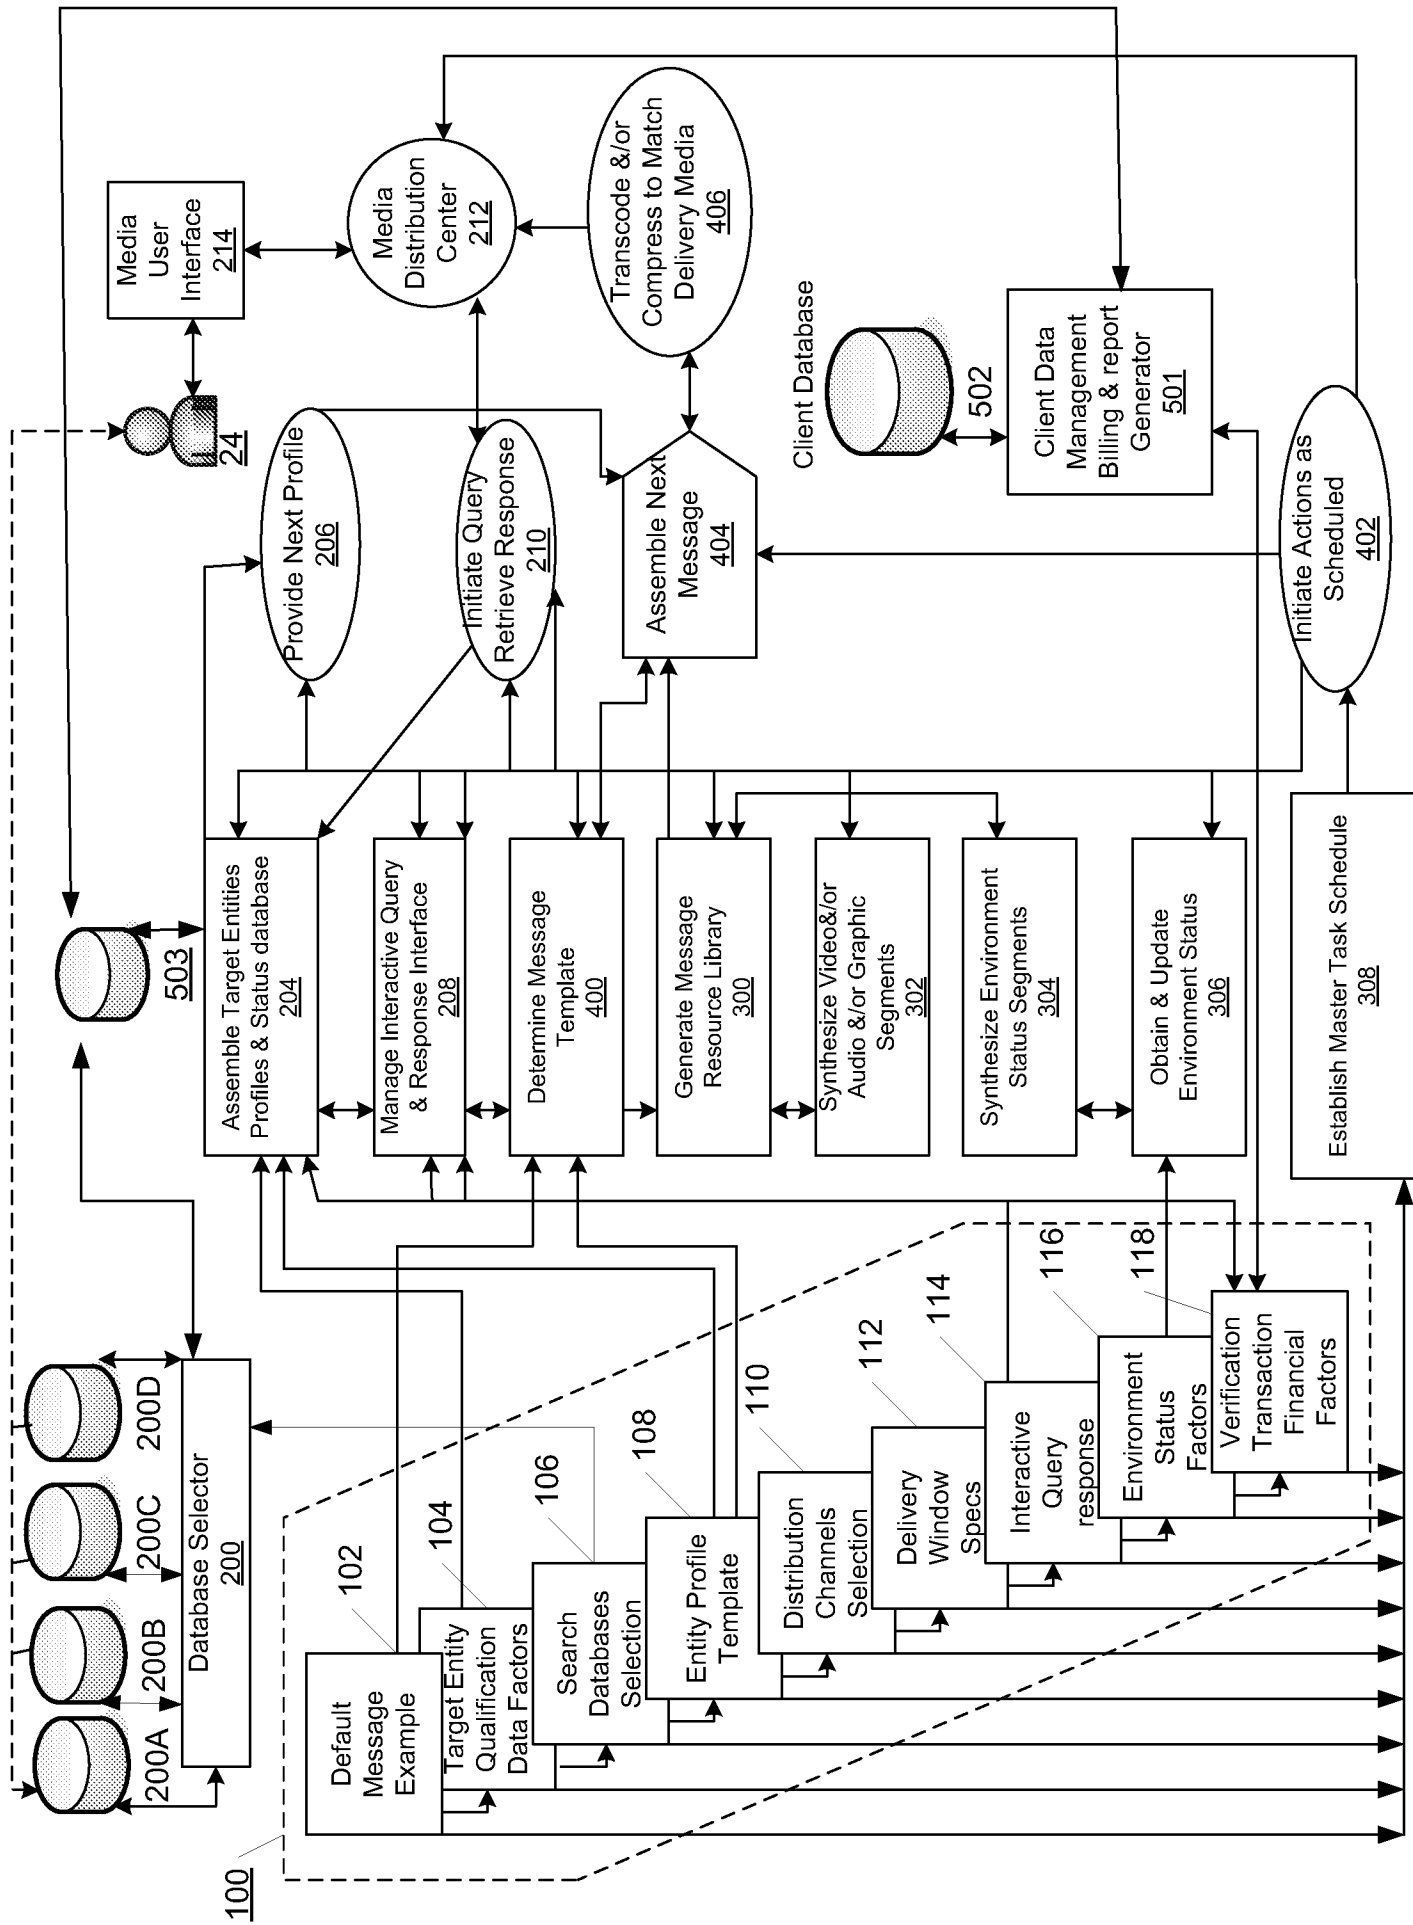 100
Default
Message
Example
102
Target Entity
Qualification
Data Factors
104
Search
Databases
Selection
106
Entity Profile
Template
108
Distribution
Channels
Selection
110
Delivery
Window
Specs
112
Interactive
Query
response
114
Environment
Status
Factors
116
Verification
Transaction
Financial
Factors
118
200A
200B
200C
200D
Database Selector
200
503
Assemble Target Entities
Profiles & Status database
204
Manage Interactive Query
& Response Interface
208
Determine Message
Template
400
Generate Message
Resource Library
300
Synthesize Video&/or
Audio &/or Graphic
Segments
302
Synthesize Environment
Status Segments
304
Obtain & Update
Environment Status
306
Establish Master Task Schedule
308
24
Provide Next Profile
206
Initiate Query
Retrieve Response
210
Assemble Next
Message
404
Initiate Actions as
Scheduled
402
Media
User
Interface
214
Media
Distribution
Center
212
Transcode &/or
Compress to Match
Delivery Media
406
Client Database
502
Client Data
Management
Billing & report
Generator
501